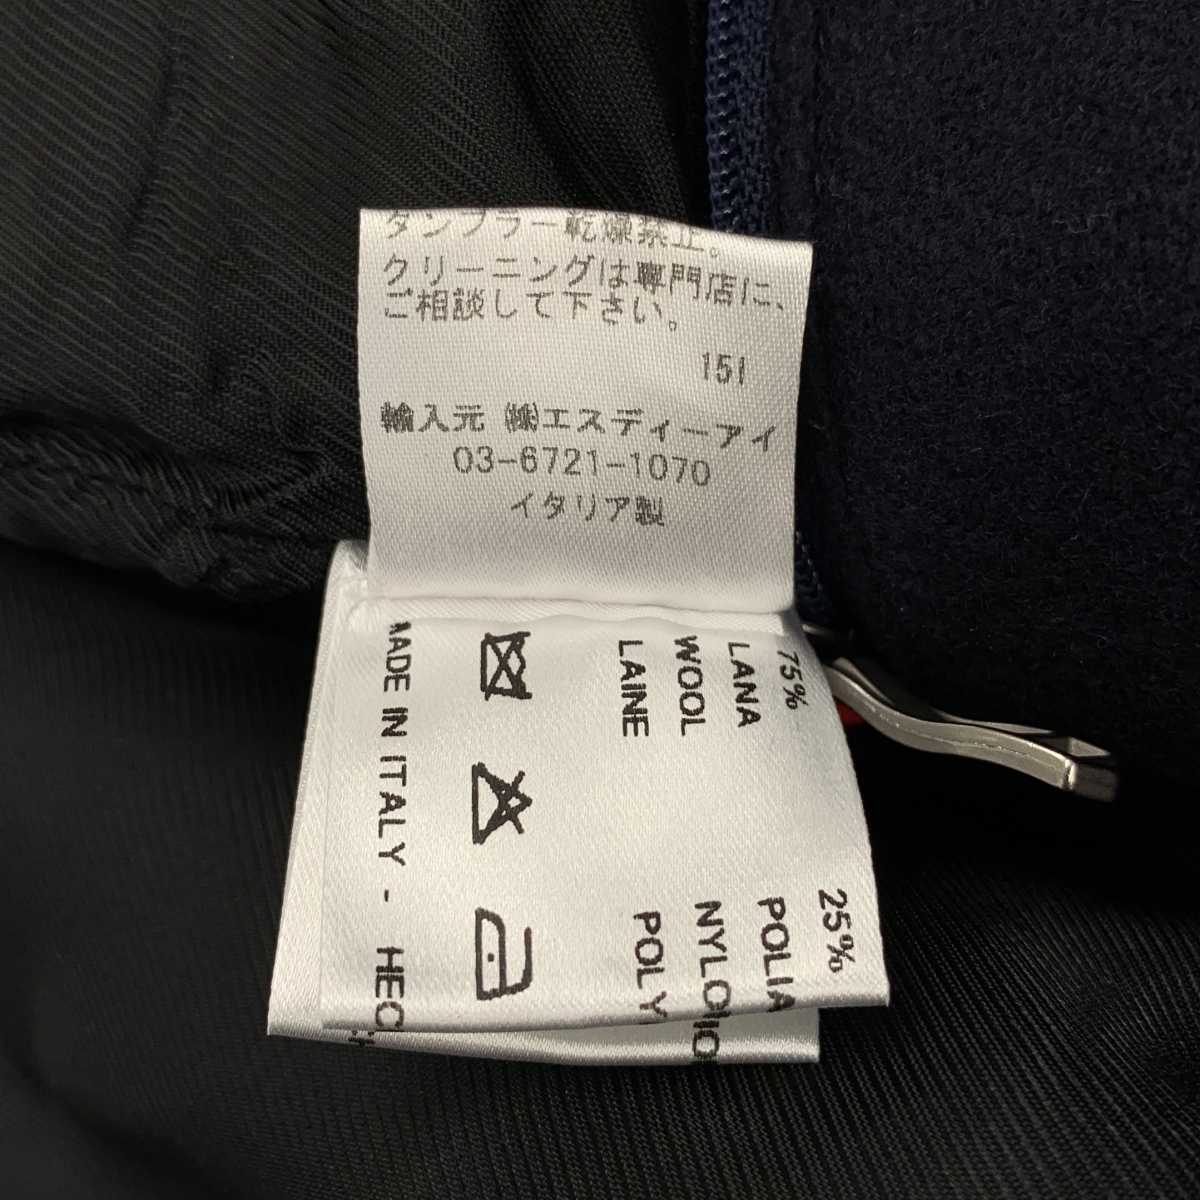 タンブラー乾燥禁止。
クリーニングは専門店に、
ご相談して下さい。
151
輸入元 ㈱エスディーアイ
03-6721-1070
イタリア製
75%
LANA
WOOL
LAINE
25%
POLIA
NYLO
POLY
MADE IN ITALY - HEC